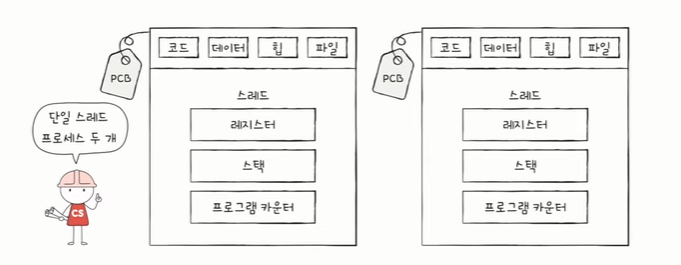 코드 데이터 힙 파일
PCB
스레드
레지스터
스택
프로그램 카운터
코드 데이터 힙 파일
PCB
스레드
레지스터
스택
프로그램 카운터
단일 스레드
프로세스 두 개
CS